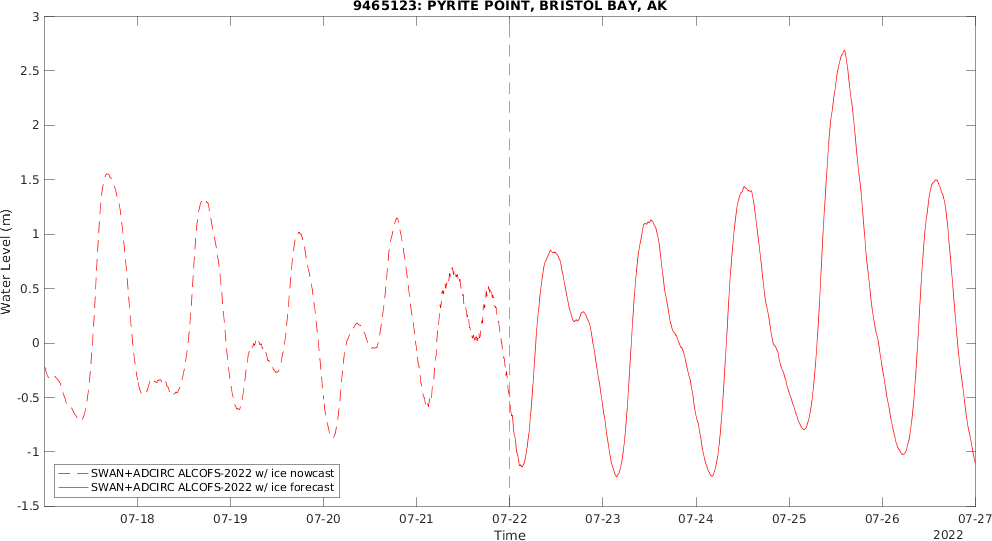 9465123: PYRITE POINT, BRISTOL BAY, AK
3
2.5
2
1.5
1
0.5
0
-0.5
-1
-1.5
Water Level (m)
SWAN+ADCIRC ALCOFS-2022 w/ ice nowcast
SWAN+ADCIRC ALCOFS-2022 w/ ice forecast
07-18 07-19 07-20 07-21 07-22 07-23 07-24 07-25 07-26 07-27
Time
2022